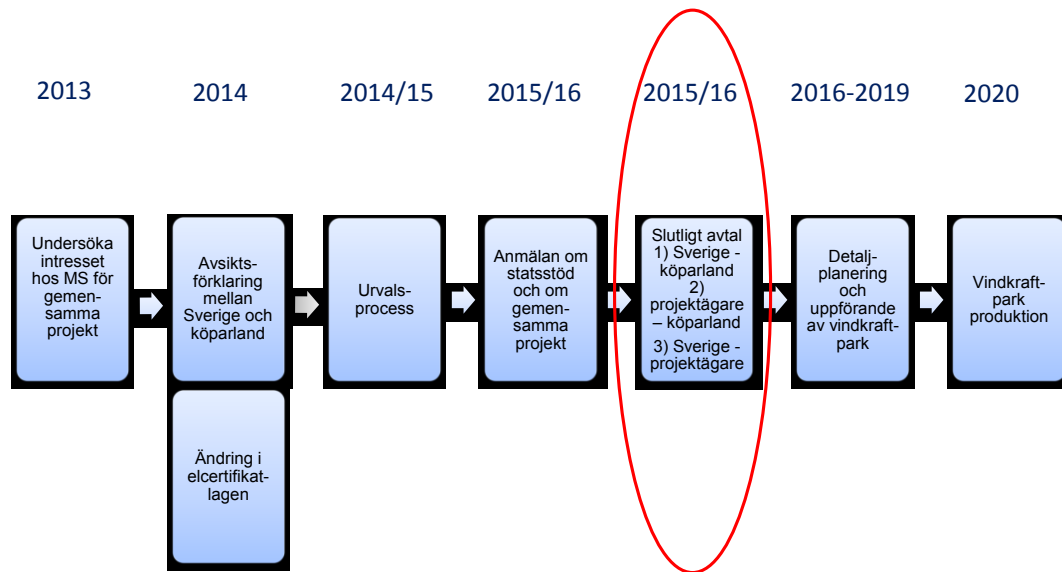 2013
2014
2014/15
2015/16
2015/16
2016-2019
2020
Undersöka
intresset
hos MS för
gemen-
samma
projekt
Avsikts-
förklaring
mellan
Sverige och
köparland
Urvals-
process
Anmälan om
statsstöd
och om
gemen-
samma
projekt
Slutligt avtal
1) Sverige -
köparland
2)
projektägare
– köparland
3) Sverige -
projektägare
Detalj-
planering
och
uppförande
av vindkraft-
park
Vindkraft-
park
produktion
Ändring i
elcertifikat-
lagen